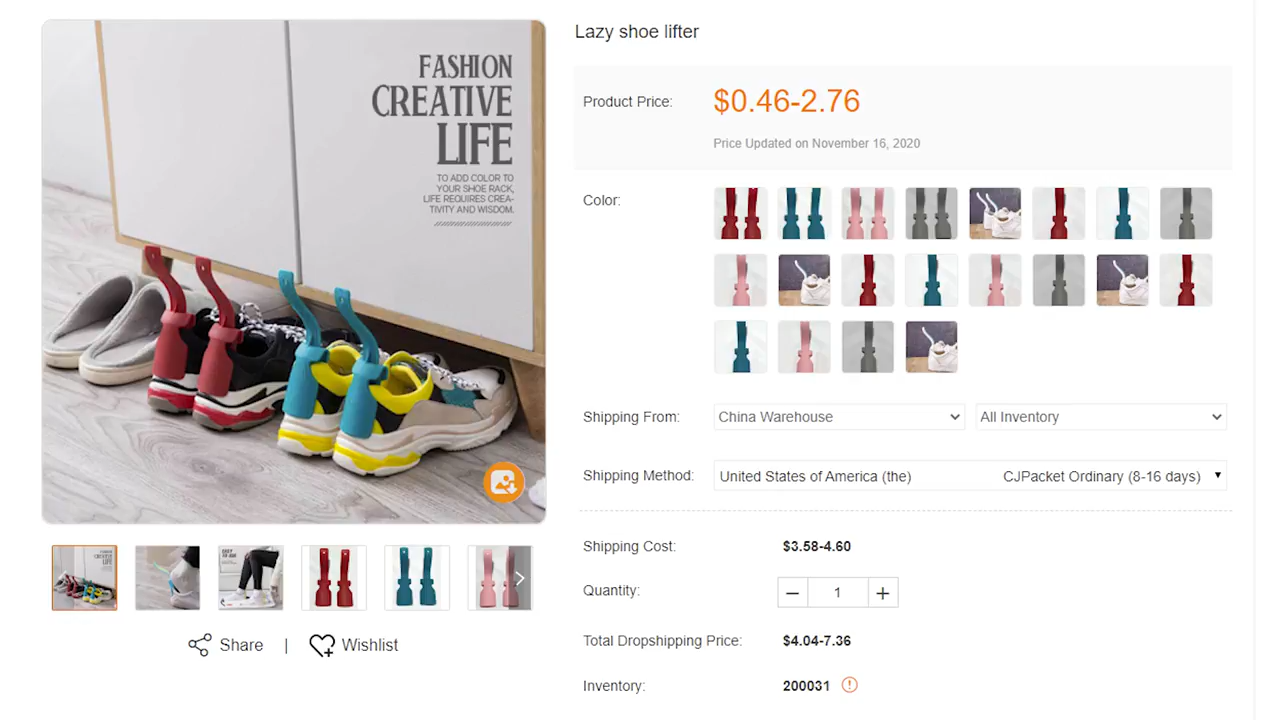 Lazy shoe lifter
FASHION
CREATIVE
LIFE
TO ADD COLOR TO
YOUR SHOE RACK,
LIFE REQUIRES CREA-
TIVITY AND WISDOM.
Product Price:
$0.46-2.76
Price Updated on November 16, 2020
Color:
Shipping From:
China Warehouse
All Inventory
Shipping Method:
United States of America (the)
CJPacket Ordinary (8-16 days)
Shipping Cost:
$3.58-4.60
Quantity:
1
Total Dropshipping Price:
$4.04-7.36
Inventory:
200031
Share
Wishlist